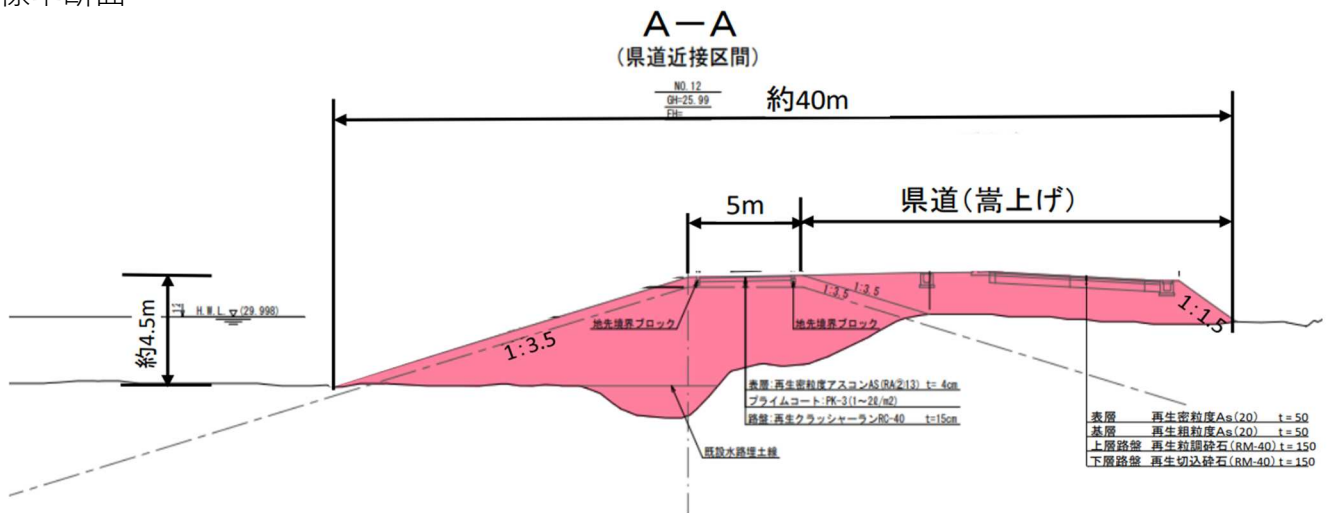 標準断面
A－A
(県道近接区間)
NO.12
GH=25.99
FH=
約40m
5m
県道(嵩上げ)
約4.5m
H.W.L. (29.998)
1:3.5
1:3.5
1:3.5
1:1.5
地先境界ブロック
地先境界ブロック
表層:再生密粒度アスコンAS(RA②13) t= 4cm
プライムコート:PK-3(1～2ℓ/m2)
路盤:再生クラッシャーランRC-40 t=15cm
既設水路埋土線
表層 再生密粒度As(20) t=50
基層 再生粗粒度As(20) t=50
上層路盤 再生粒調砕石(RM-40) t=150
下層路盤 再生切込砕石(RM-40) t=150